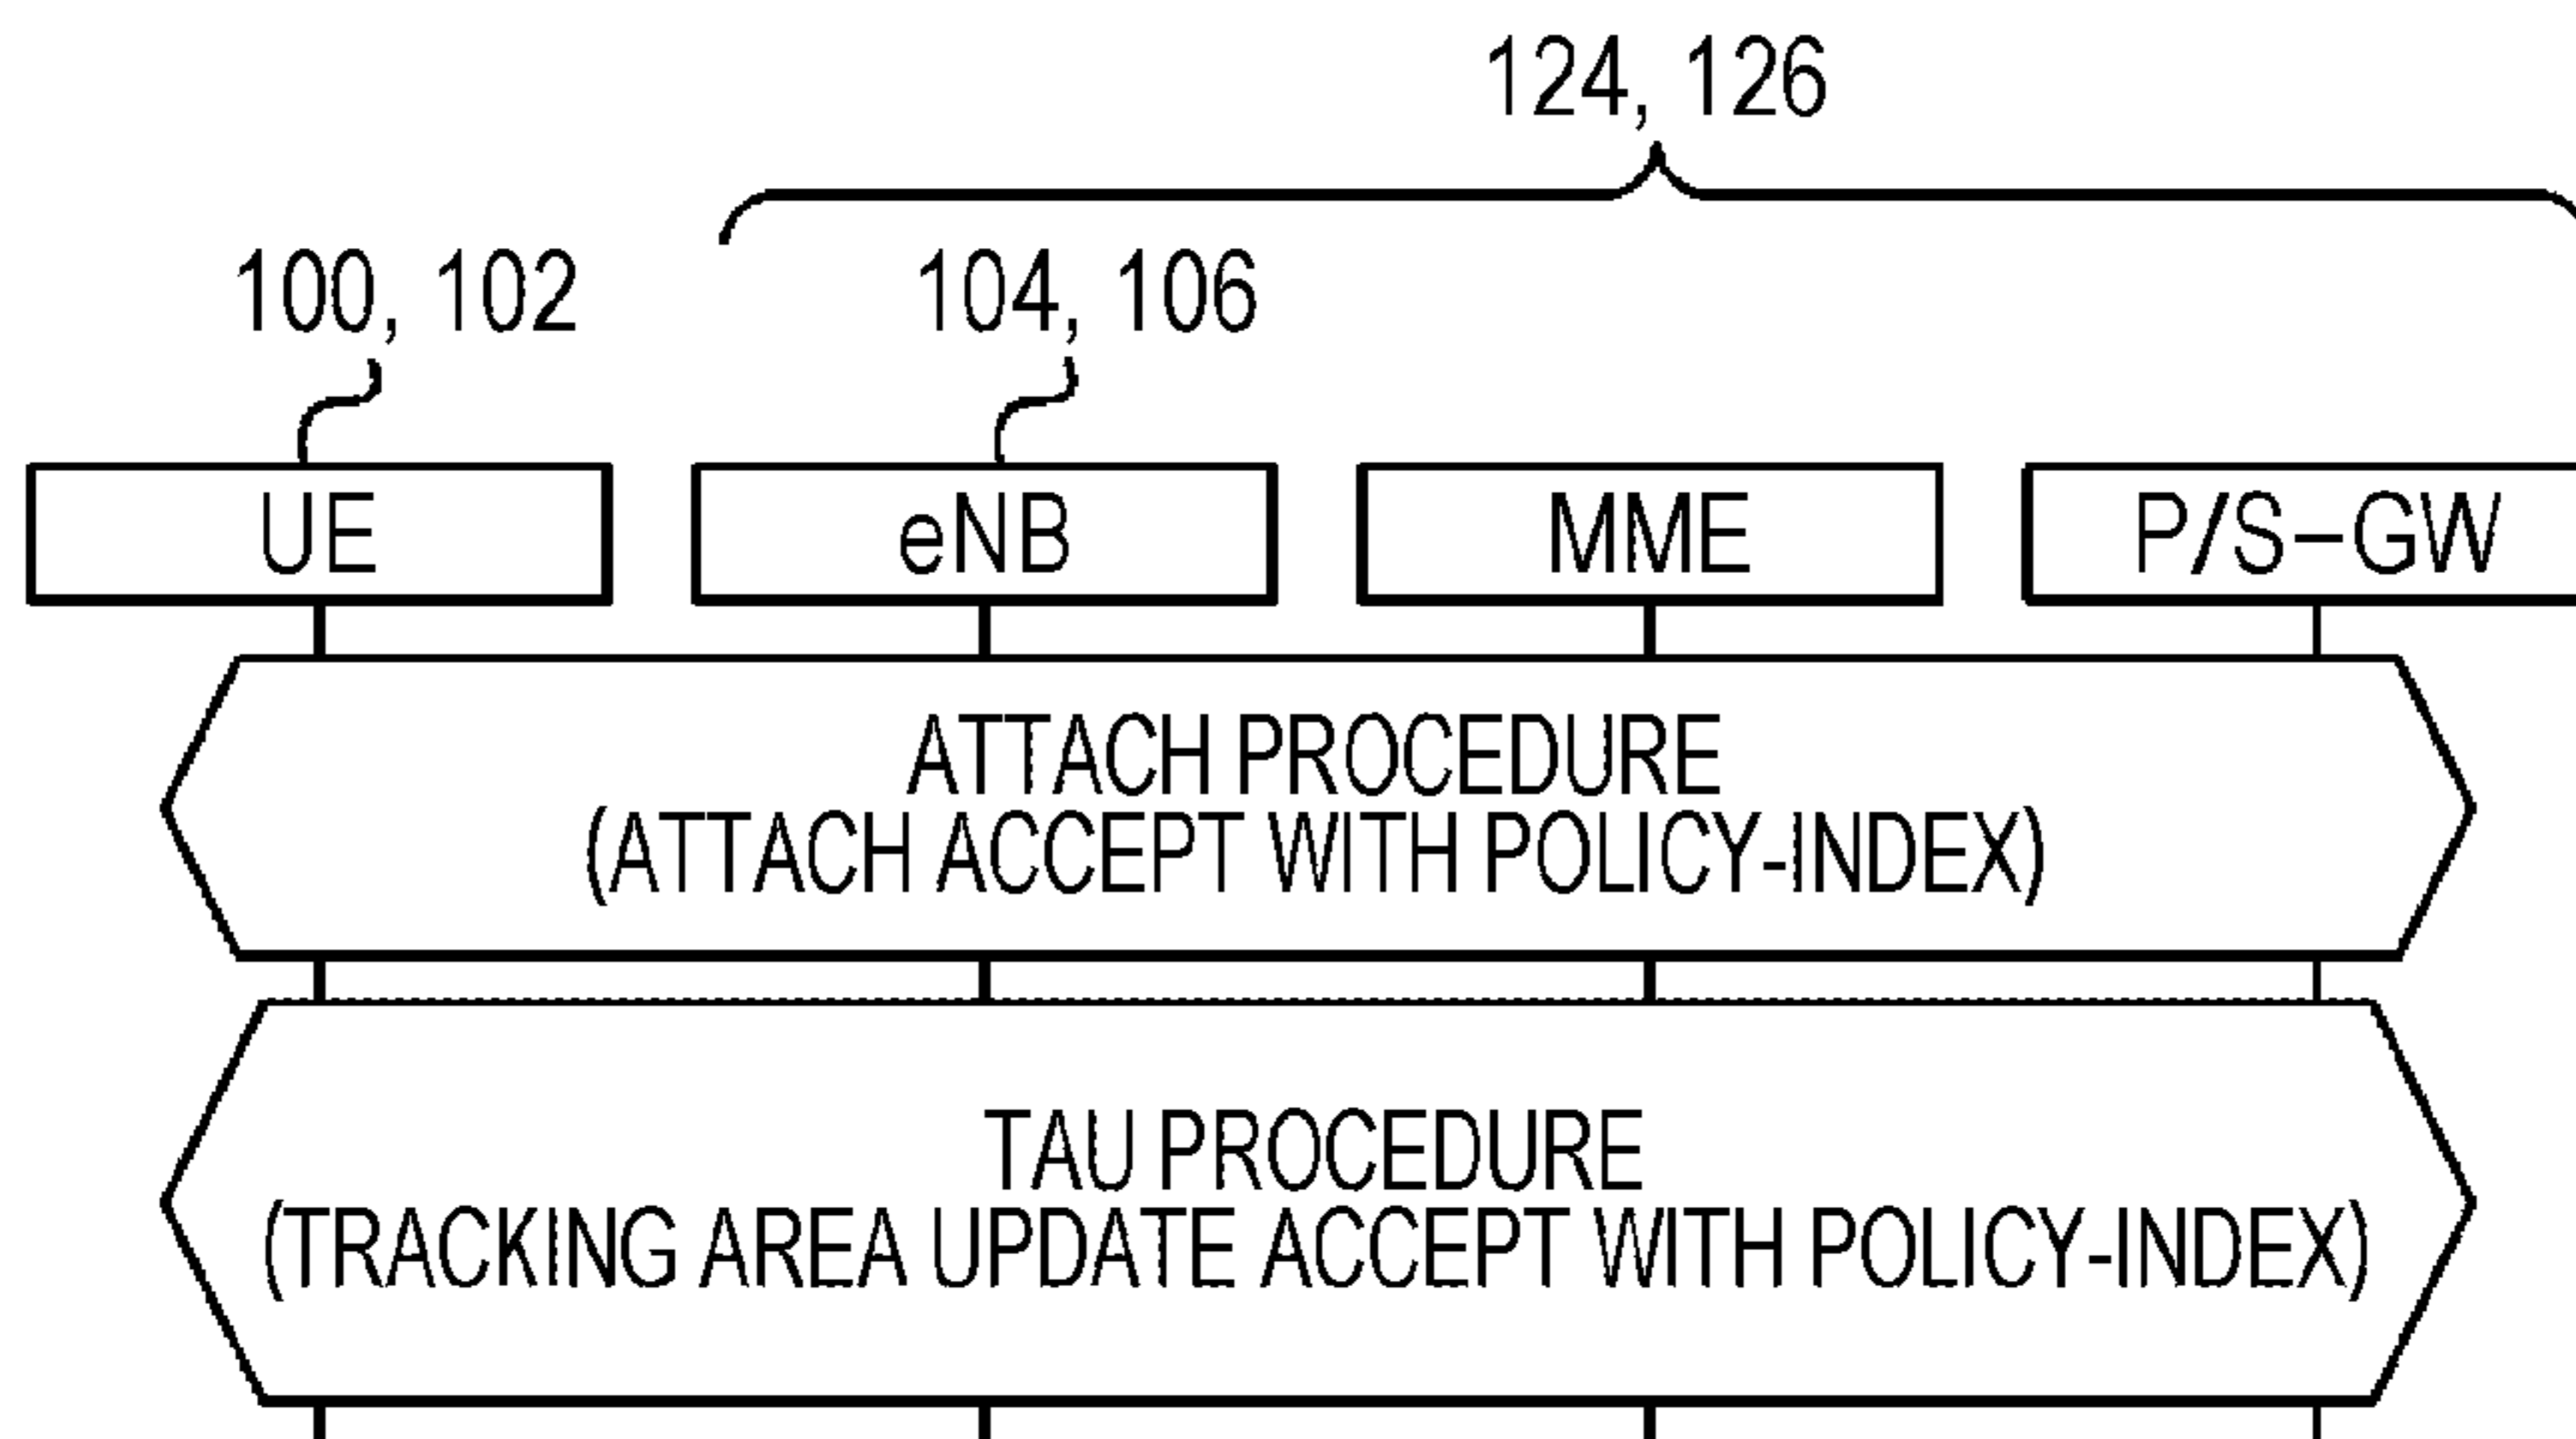 124, 126
100, 102
104, 106
UE
eNB
MME
P/S-GW
ATTACH PROCEDURE
(ATTACH ACCEPT WITH POLICY-INDEX)
TAU PROCEDURE
(TRACKING AREA UPDATE ACCEPT WITH POLICY-INDEX)